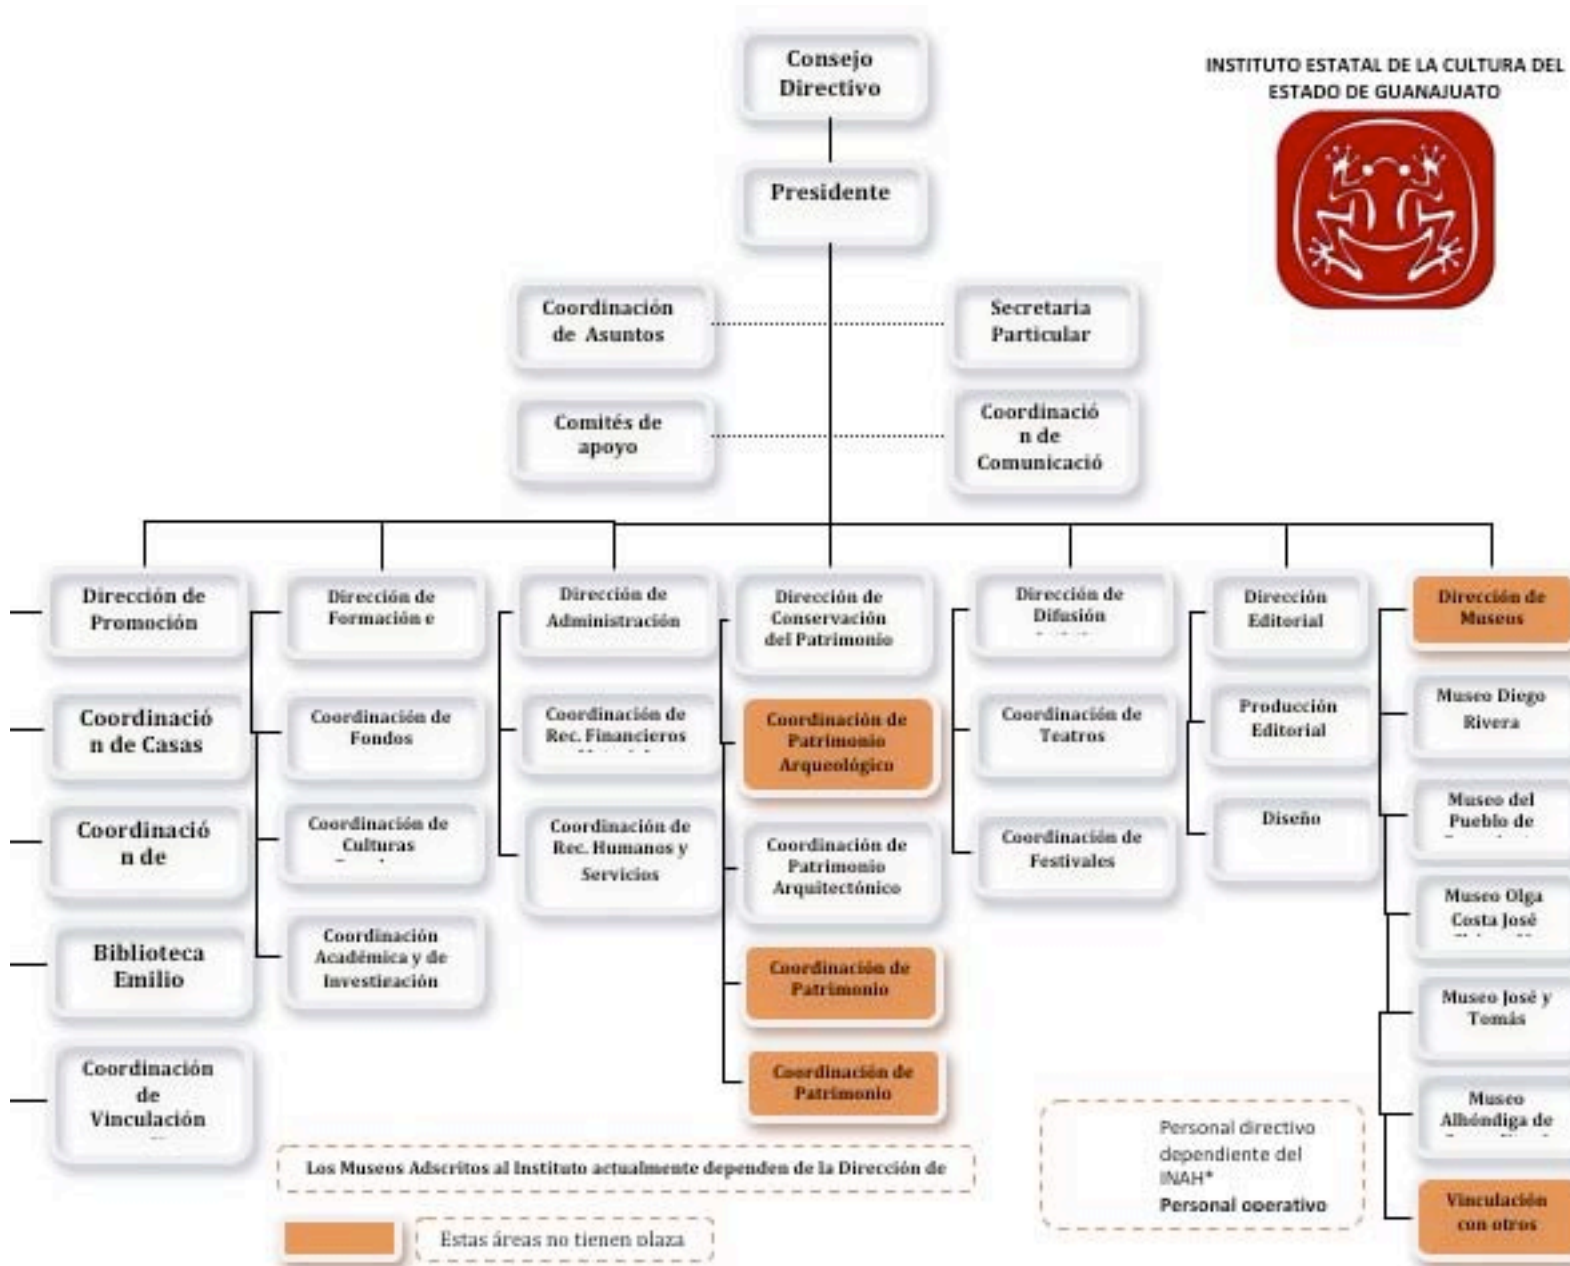 Consejo
Directivo
INSTITUTO ESTATAL DE LA CULTURA DEL
ESTADO DE GUANAJUATO
Presidente
Coordinación
de Asuntos
Secretaria
Particular
Comités de
apoyo
Coordinació
n de
Comunicació
Dirección de
Promoción
Coordinació
n de Casas
Coordinació
n de
Biblioteca
Emilio
Coordinación
de
Vinculación
Dirección de
Formación e
Coordinación de
Fondos
Coordinación de
Culturas
Coordinación
Académica y de
Investigación
Dirección de
Administración
Coordinación de
Rec. Financieros
Coordinación de
Rec. Humanos y
Servicios
Dirección de
Conservación
del Patrimonio
Coordinación de
Patrimonio
Arqueológico
Coordinación de
Patrimonio
Arquitectónico
Coordinación de
Patrimonio
Coordinación de
Patrimonio
Dirección de
Difusión
Coordinación de
Teatros
Coordinación de
Festivales
Dirección
Editorial
Producción
Editorial
Diseño
Dirección de
Museos
Museo Diego
Rivera
Museo del
Pueblo de
Museo Olga
Costa José
Museo José y
Tomás
Museo
Alhóndiga de
Vinculación
con otros
Los Museos Adscritos al Instituto actualmente dependen de la Dirección de
Estas áreas no tienen plaza
Personal directivo
dependiente del
INAH*
Personal operativo